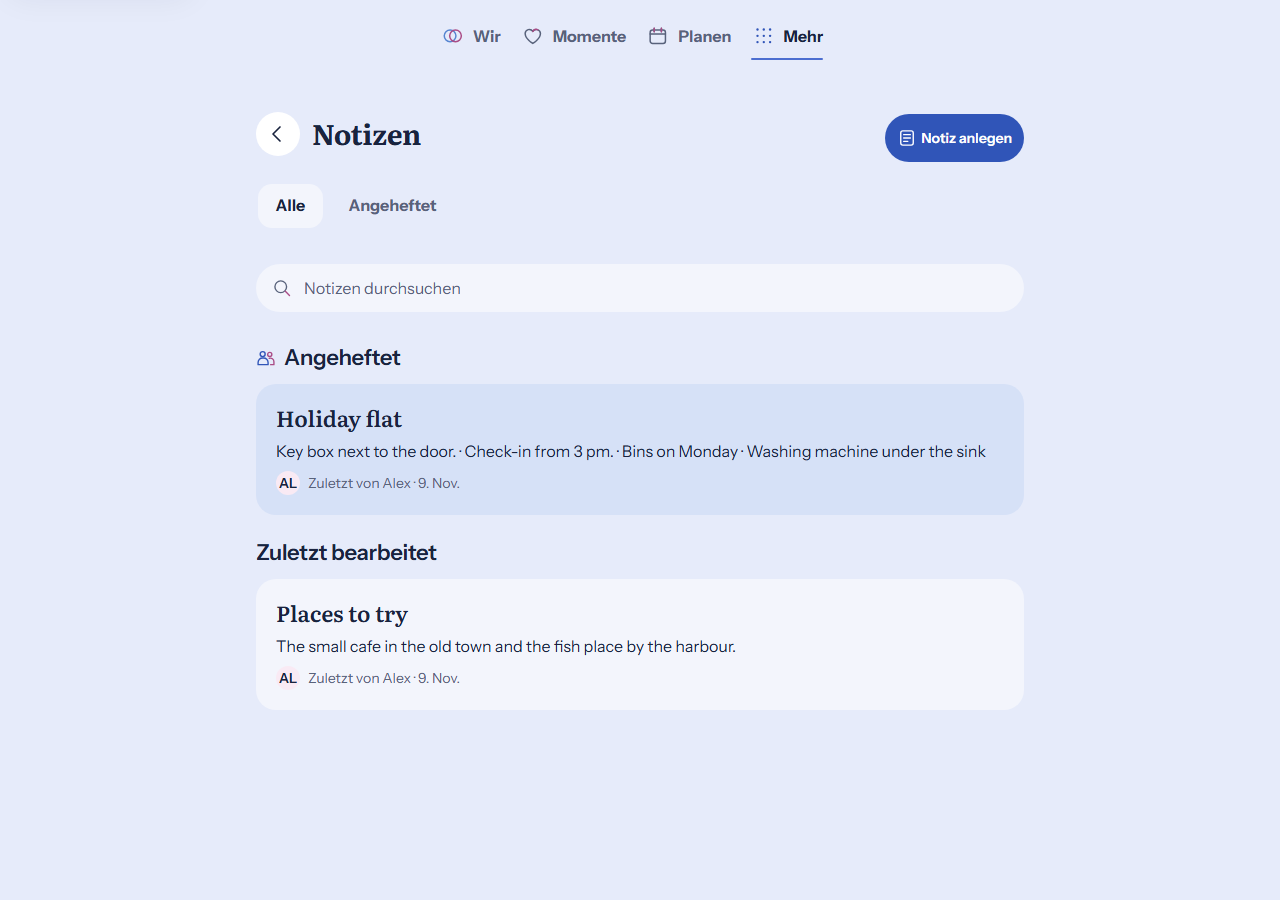 Wir Momente Planen Mehr
Notizen
Notiz anlegen
Alle Angeheftet
Notizen durchsuchen
Angeheftet
Holiday flat
Key box next to the door. · Check-in from 3 pm. · Bins on Monday · Washing machine under the sink
AL Zuletzt von Alex · 9. Nov.
Zuletzt bearbeitet
Places to try
The small cafe in the old town and the fish place by the harbour.
AL Zuletzt von Alex · 9. Nov.